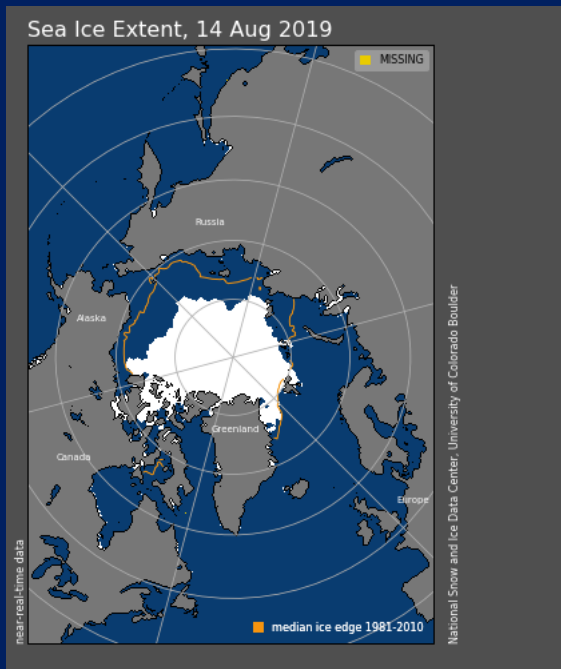 Sea Ice Extent, 14 Aug 2019
MISSING
Russia
Alaska
Greenland
Canada
Europe
median ice edge 1981-2010
near-real-time data
National Snow and Ice Data Center, University of Colorado Boulder